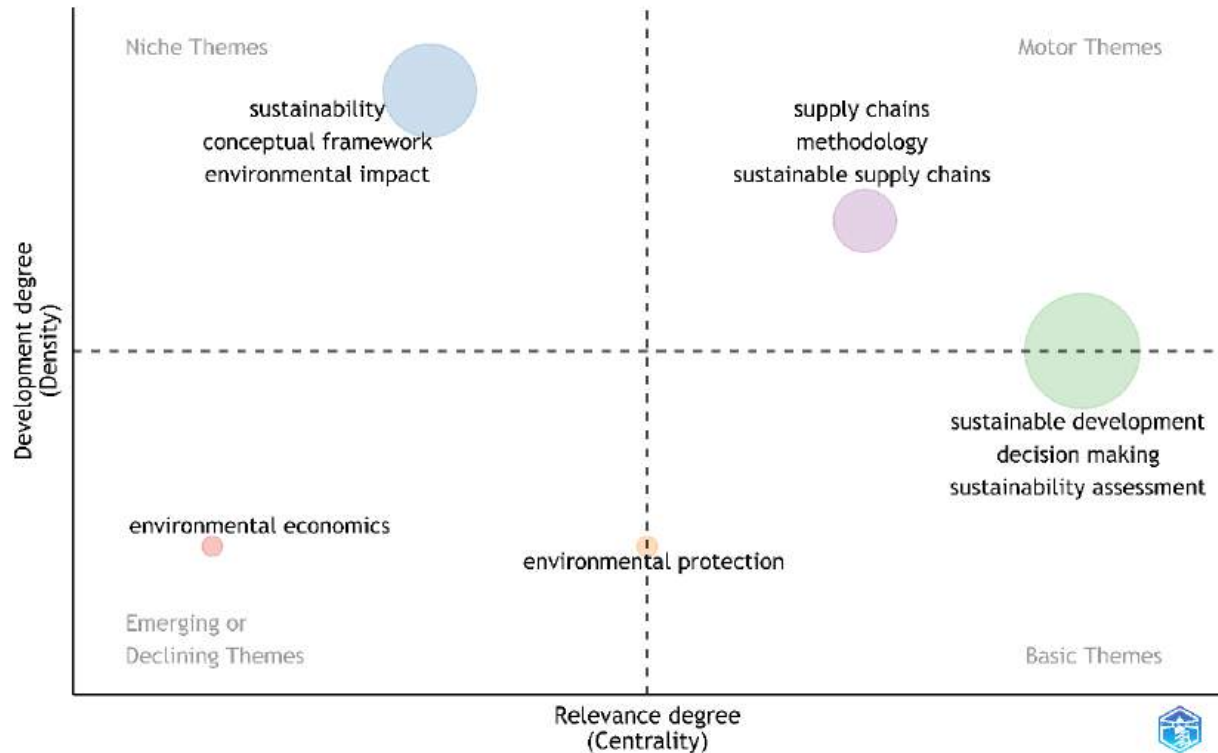 Niche Themes
Motor Themes
sustainability
conceptual framework
environmental impact
supply chains
methodology
sustainable supply chains
Development degree
(Density)
sustainable development
decision making
sustainability assessment
environmental economics
environmental protection
Emerging or
Declining Themes
Basic Themes
Relevance degree
(Centrality)